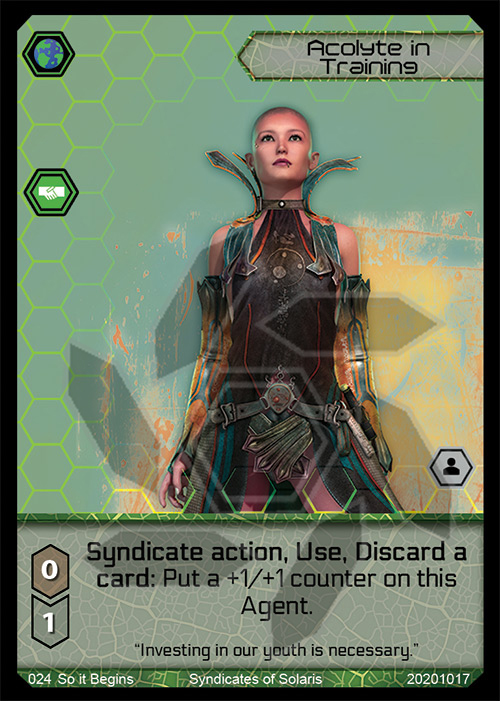 Acolyte in
Training
0
1
Syndicate action, Use, Discard a
card: Put a +1/+1 counter on this
Agent.
“Investing in our youth is necessary.”
024 So it Begins
Syndicates of Solaris
20201017